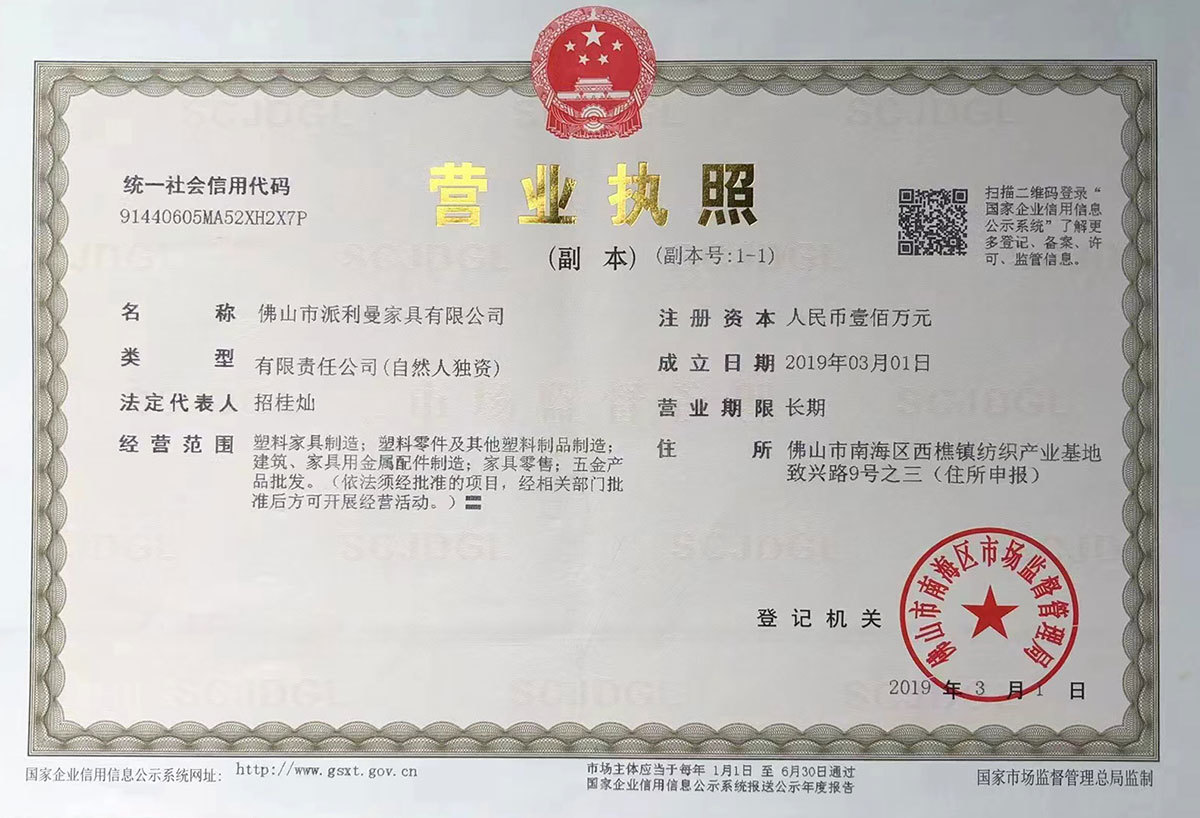 统一社会信用代码
91440605MA52XH2X7P
营业执照
(副 本) (副本号:1-1)
扫描二维码登录“
国家企业信用信息
公示系统”了解更
多登记、备案、许
可、监管信息。
名 称 佛山市派利曼家具有限公司
类 型 有限责任公司(自然人独资)
法定代表人 招桂灿
经营范围 塑料家具制造；塑料零件及其他塑料制品制造；
建筑、家具用金属配件制造；家具零售；五金产
品批发。（依法须经批准的项目，经相关部门批
准后方可开展经营活动。）
注册资本 人民币壹佰万元
成立日期 2019年03月01日
营业期限 长期
住 所 佛山市南海区西樵镇纺织产业基地
致兴路9号之三（住所申报）
登记机关
佛山市南海区市场监督管理局
2019 年 3 月 1 日
SCJDGL
国家企业信用信息公示系统网址： http://www.gsxt.gov.cn
市场主体应当于每年 1月1日 至 6月30日通过
国家企业信用信息公示系统报送公示年度报告
国家市场监督管理总局监制